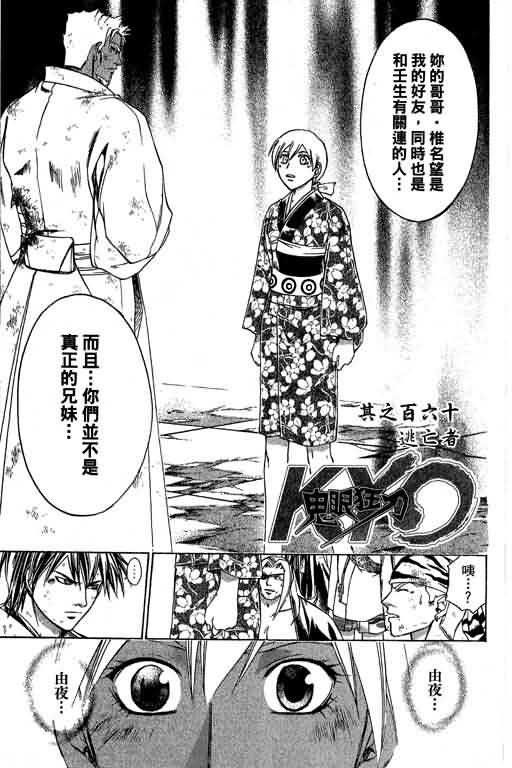 妳的哥哥．椎名望是
我的好友，同時也是
和壬生有關連的人…
而且…你們並不是
真正的兄妹…
其之百六十
逃亡者
KYO
鬼眼狂刀
咦…?
……
由夜…
由夜…